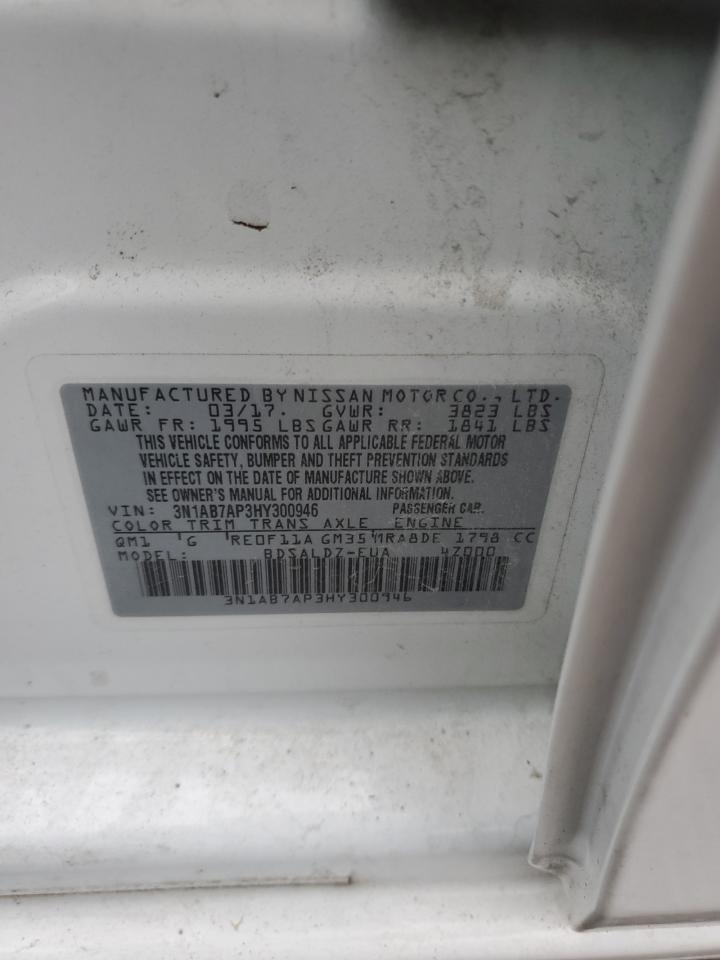 MANUFACTURED BY NISSAN MOTOR CO., LTD.
DATE: 03/17. GVWR: 3823 LBS
GAWR FR: 1995 LBS GAWR RR: 1841 LBS
THIS VEHICLE CONFORMS TO ALL APPLICABLE FEDERAL MOTOR
VEHICLE SAFETY, BUMPER AND THEFT PREVENTION STANDARDS
IN EFFECT ON THE DATE OF MANUFACTURE SHOWN ABOVE.
SEE OWNER'S MANUAL FOR ADDITIONAL INFORMATION.
VIN: 3N1AB7AP3HY300946 PASSENGER CAR.
COLOR TRIM TRANS AXLE ENGINE
QM1 G RE0F11A GM35 MRA8DE 1798 CC
MODEL: BDSALDZ-EUA 4Z000
3N1AB7AP3HY300946